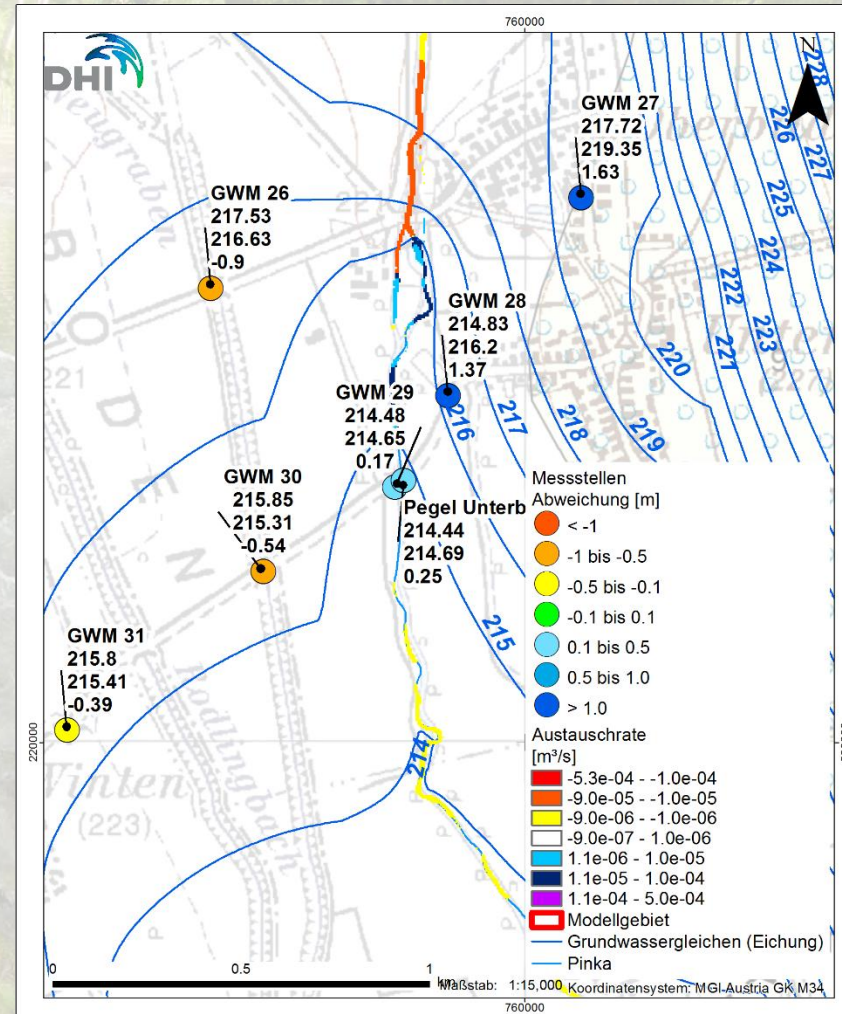 DHI
760000
N
GWM 27
217.72
219.35
1.63
228
227
226
225
224
223
222
221
220
219
218
217
216
215
214
GWM 26
217.53
216.63
-0.9
GWM 28
214.83
216.2
1.37
GWM 29
214.48
214.65
0.17
GWM 30
215.85
215.31
-0.54
Pegel Unterb
214.44
214.69
0.25
GWM 31
215.8
215.41
-0.39
220000
Rodlingbach
(223)
Messstellen
Abweichung [m]
< -1
-1 bis -0.5
-0.5 bis -0.1
-0.1 bis 0.1
0.1 bis 0.5
0.5 bis 1.0
> 1.0
Austauschrate
[m³/s]
-5.3e-04 - -1.0e-04
-9.0e-05 - -1.0e-05
-9.0e-06 - -1.0e-06
-9.0e-07 - 1.0e-06
1.1e-06 - 1.0e-05
1.1e-05 - 1.0e-04
1.1e-04 - 5.0e-04
Modellgebiet
Grundwassergleichen (Eichung)
Pinka
0 0.5 1
km
Maßstab: 1:15,000 Koordinatensystem: MGI Austria GK M34
760000